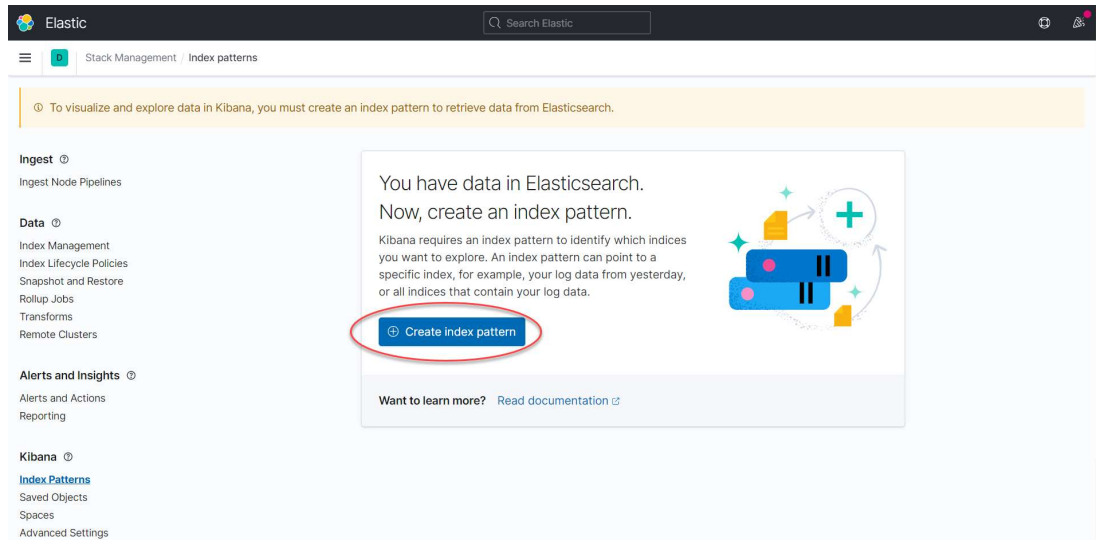 Elastic
Search Elastic
D
Stack Management / Index patterns
To visualize and explore data in Kibana, you must create an index pattern to retrieve data from Elasticsearch.
Ingest
Ingest Node Pipelines
Data
Index Management
Index Lifecycle Policies
Snapshot and Restore
Rollup Jobs
Transforms
Remote Clusters
Alerts and Insights
Alerts and Actions
Reporting
Kibana
Index Patterns
Saved Objects
Spaces
Advanced Settings
You have data in Elasticsearch.
Now, create an index pattern.
Kibana requires an index pattern to identify which indices
you want to explore. An index pattern can point to a
specific index, for example, your log data from yesterday,
or all indices that contain your log data.
Create index pattern
Want to learn more? Read documentation